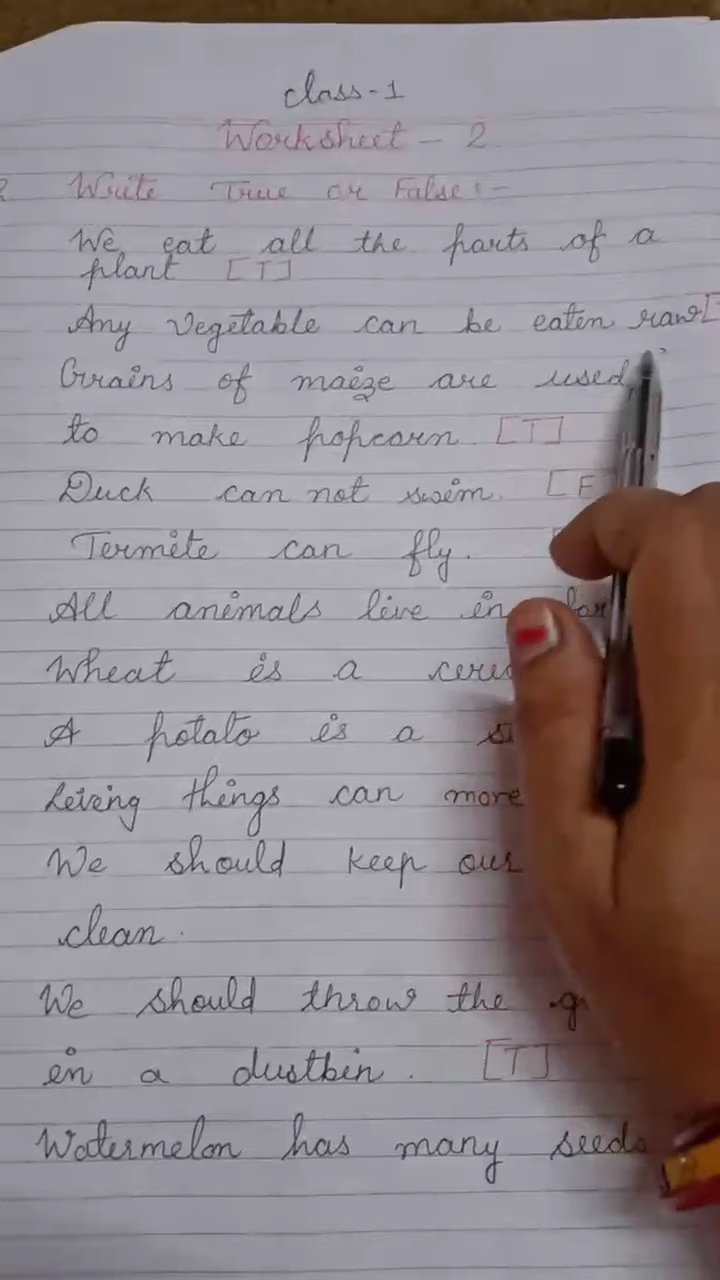 class-1
Worksheet - 2
Write True or False :-
We eat all the parts of a
plant [T]
Any vegetable can be eaten raw [
Grains of maize are used
to make popcorn. [T]
Duck can not swim. [F
Termite can fly.
All animals live in
Wheat is a
A potato is a
Leiving things can more
We should keep our
clean.
We should throw the
in a dustbin. [T]
Watermelon has many seeds